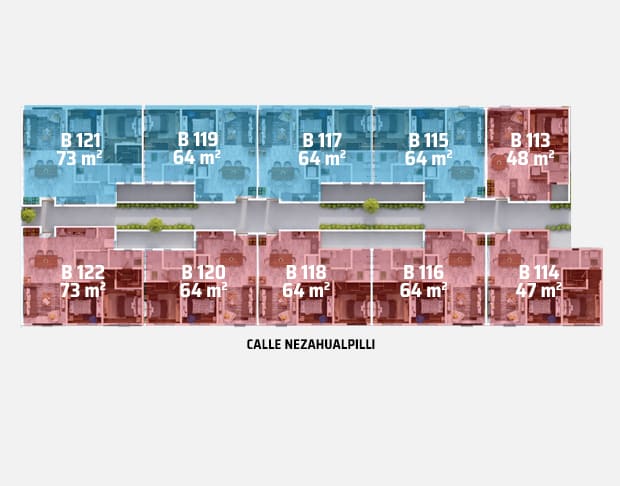 B 121
73 m²
B 119
64 m²
B 117
64 m²
B 115
64 m²
B 113
48 m²
B 122
73 m²
B 120
64 m²
B 118
64 m²
B 116
64 m²
B 114
47 m²
CALLE NEZAHUALPILLI